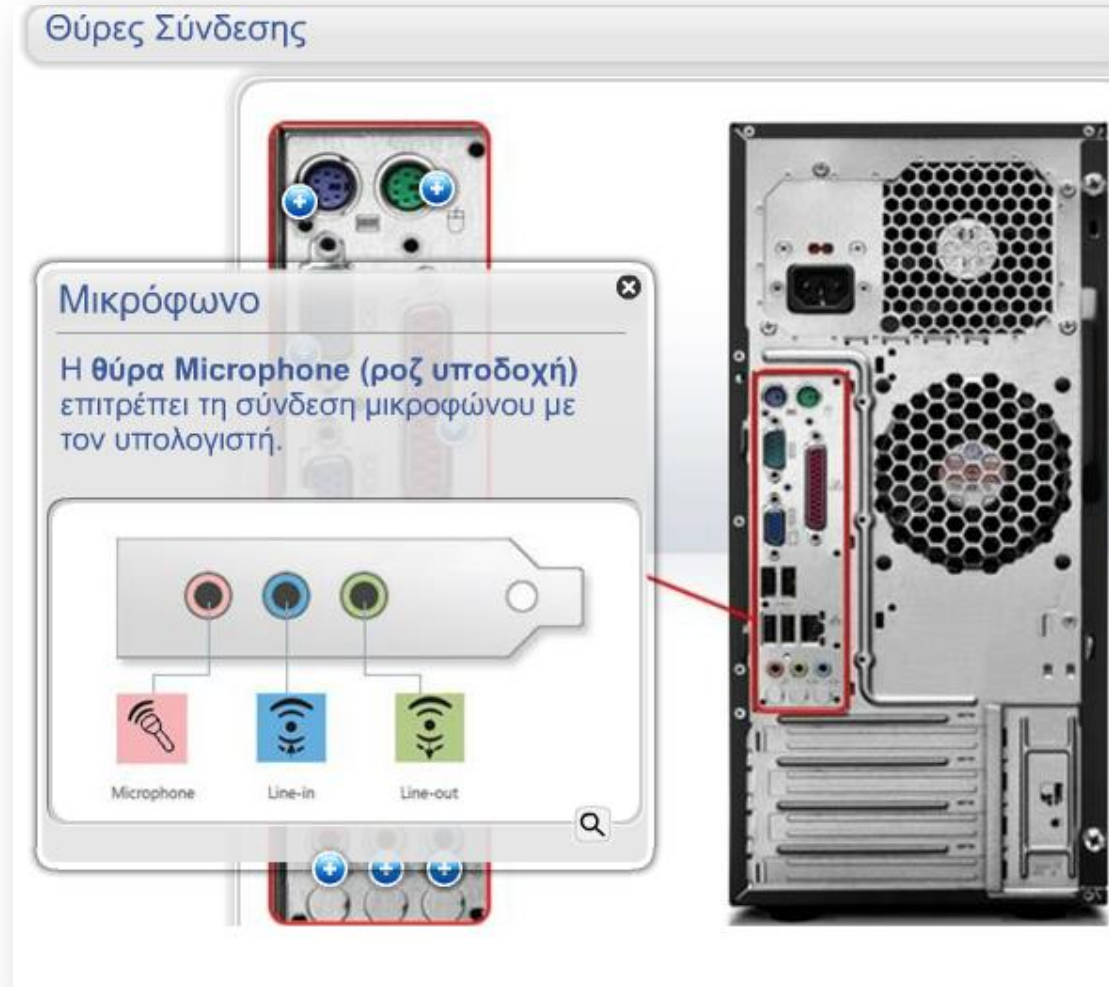 Θύρες Σύνδεσης
Μικρόφωνο
Η θύρα Microphone (ροζ υποδοχή)
επιτρέπει τη σύνδεση μικροφώνου με
τον υπολογιστή.
Microphone
Line-in
Line-out